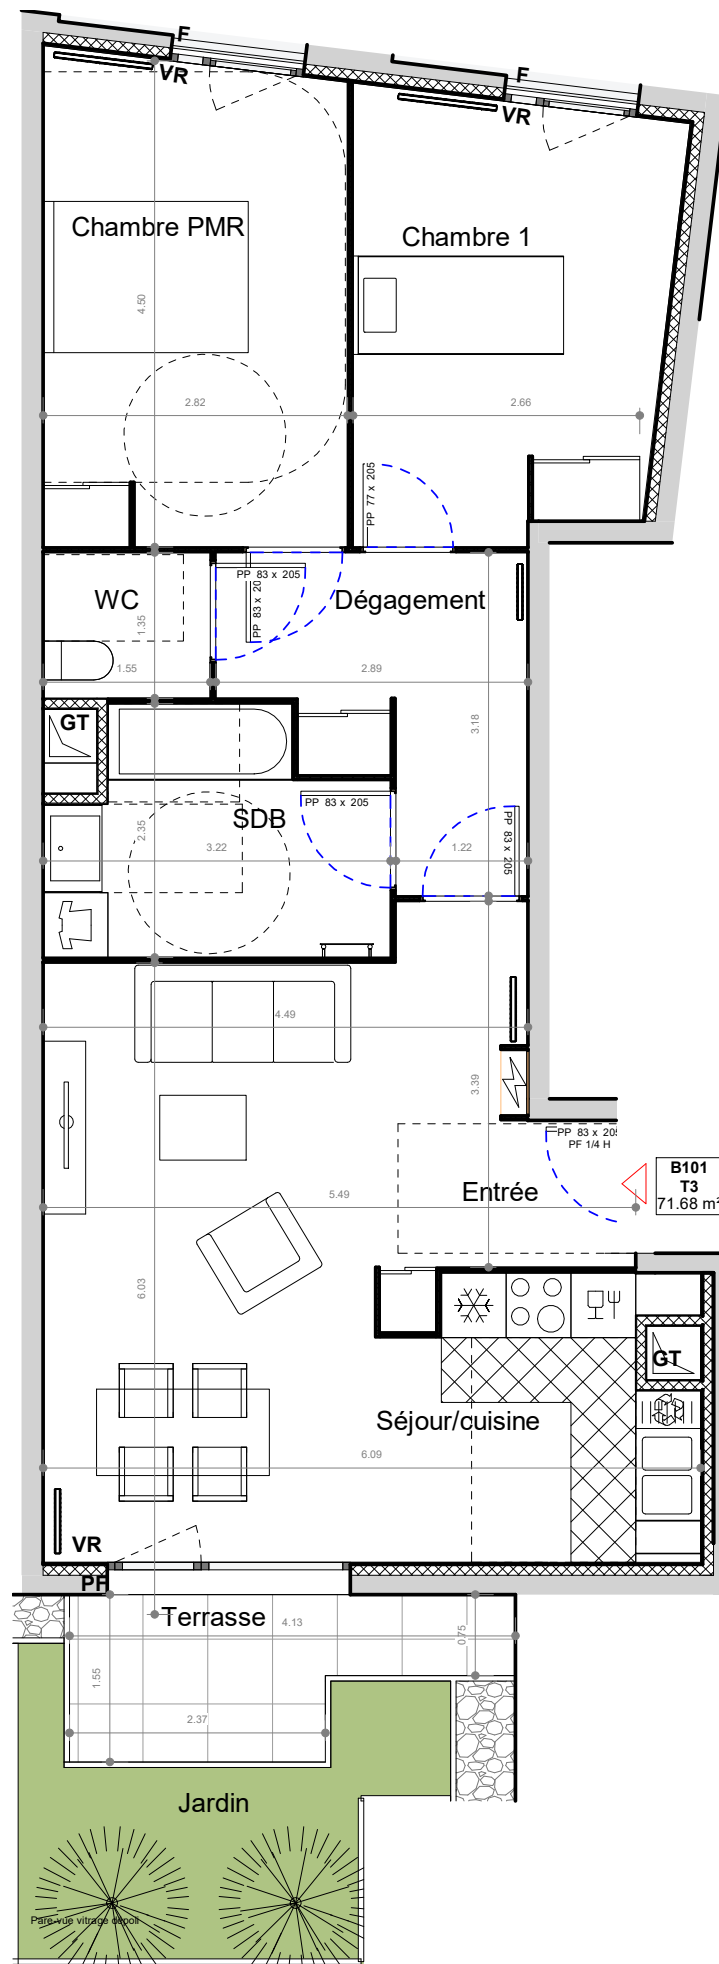 F
VR
F
VR
Chambre PMR
Chambre 1
4.50
2.82
2.66
PP 77 x 205
WC
PP 83 x 205
PP 83 x 20
Dégagement
1.35
1.55
2.89
GT
3.18
PP 83 x 205
SDB
2.35
3.22
1.22
PP 83 x 205
4.49
3.39
PP 83 x 205
PF 1/4 H
B101
T3
71.68 m²
Entrée
5.49
6.03
GT
Séjour/cuisine
6.09
VR
PF
Terrasse
4.13
0.75
1.55
2.37
Jardin
Pare-vue vitrage dépoli